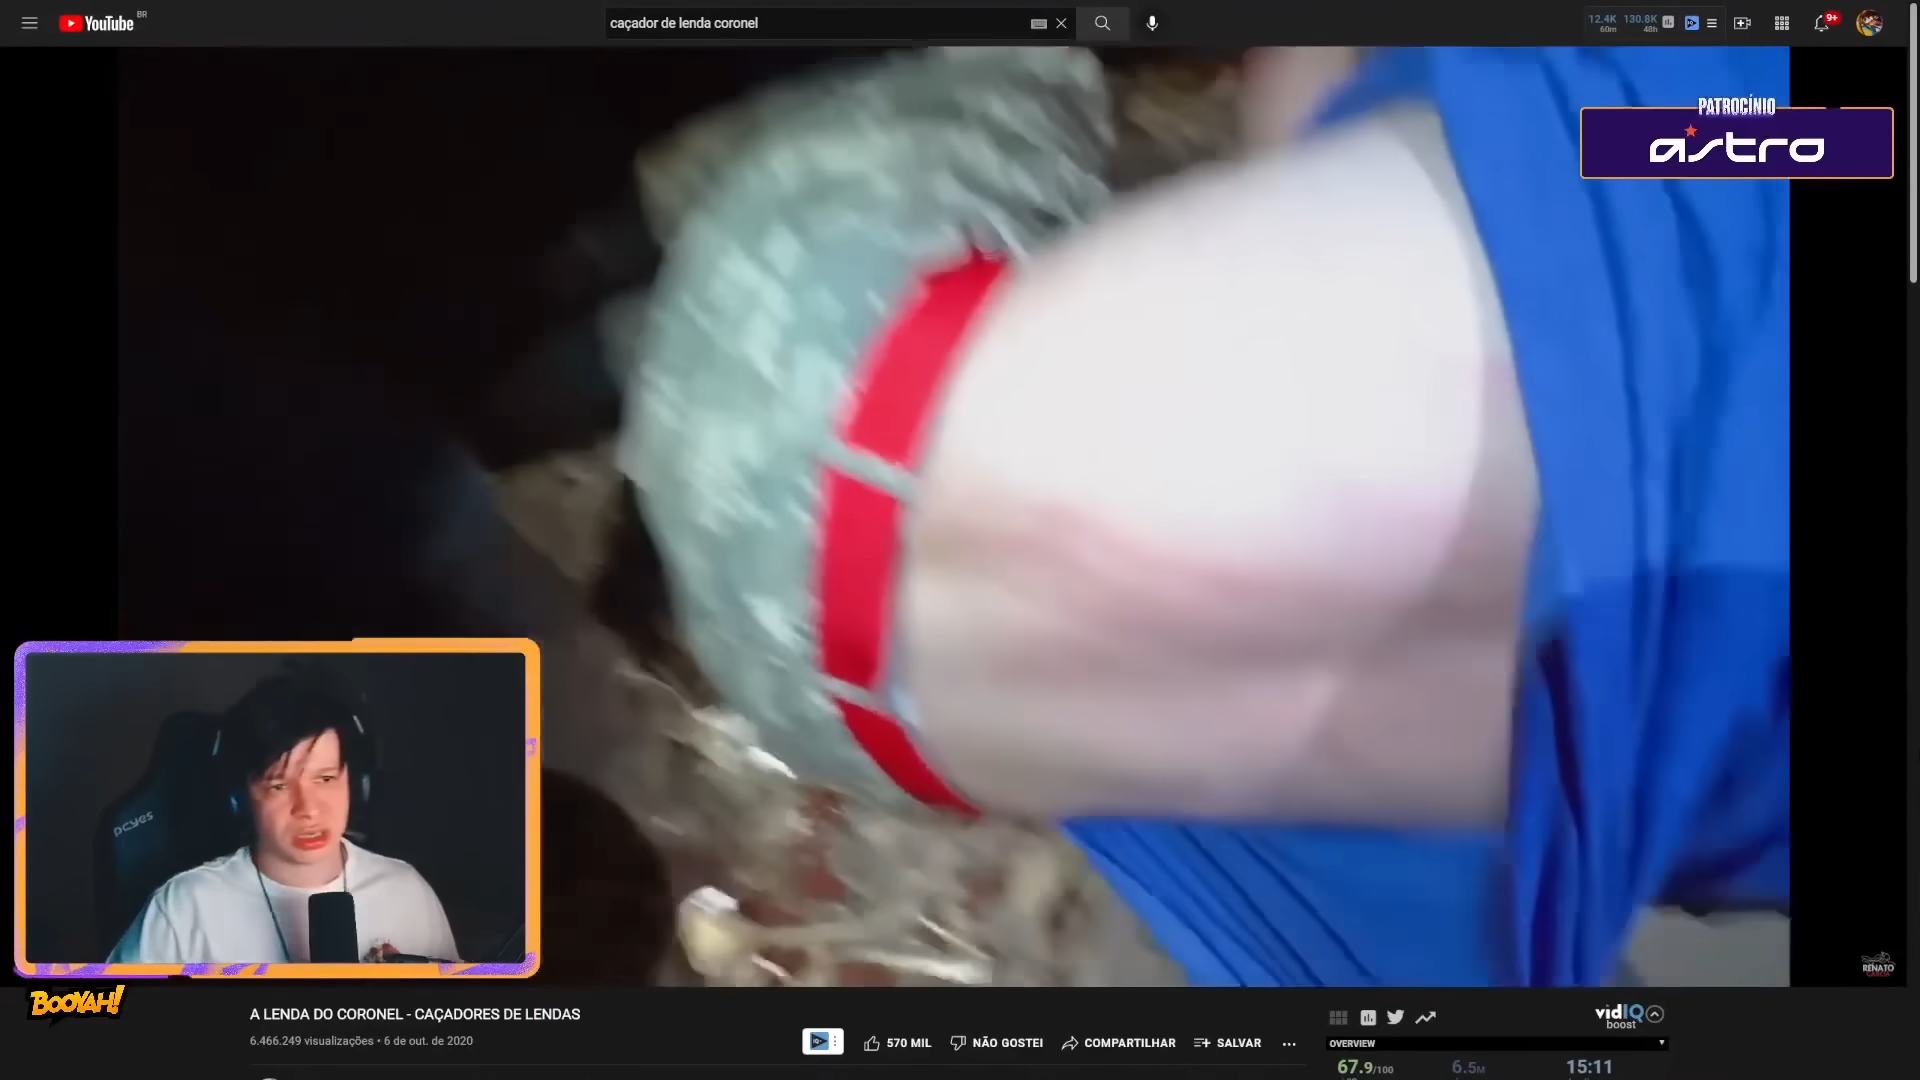 YouTube BR
caçador de lenda coronel
12.4K 130.8K
60m 48h
9+
PATROCÍNIO
astro
pcyes
RENATO
GARCIA
BOOYAH!
A LENDA DO CORONEL - CAÇADORES DE LENDAS
6.466.249 visualizações • 6 de out. de 2020
570 MIL
NÃO GOSTEI
COMPARTILHAR
SALVAR
vidIQ
boost
OVERVIEW
67.9/100
6.5M
15:11